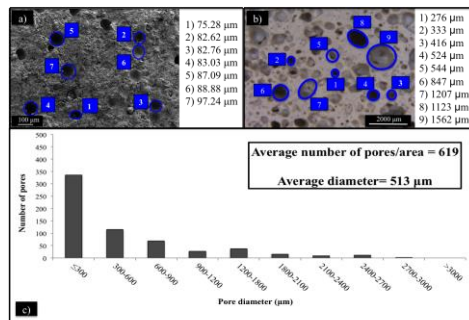 a)
5
2
7
6
4
1
3
100 µm
1) 75.28 µm
2) 82.62 µm
3) 82.76 µm
4) 83.03 µm
5) 87.09 µm
6) 88.88 µm
7) 97.24 µm
b)
8
9
5
2
1
6
7
4
3
2000 µm
1) 276 µm
2) 333 µm
3) 416 µm
4) 524 µm
5) 544 µm
6) 847 µm
7) 1207 µm
8) 1123 µm
9) 1562 µm
Average number of pores/area = 619
Average diameter= 513 µm
Number of pores
500
450
400
350
300
250
200
150
100
50
0
≤300
300-600
600-900
900-1200
1200-1800
1800-2100
2100-2400
2400-2700
2700-3000
>3000
Pore diameter (µm)
c)